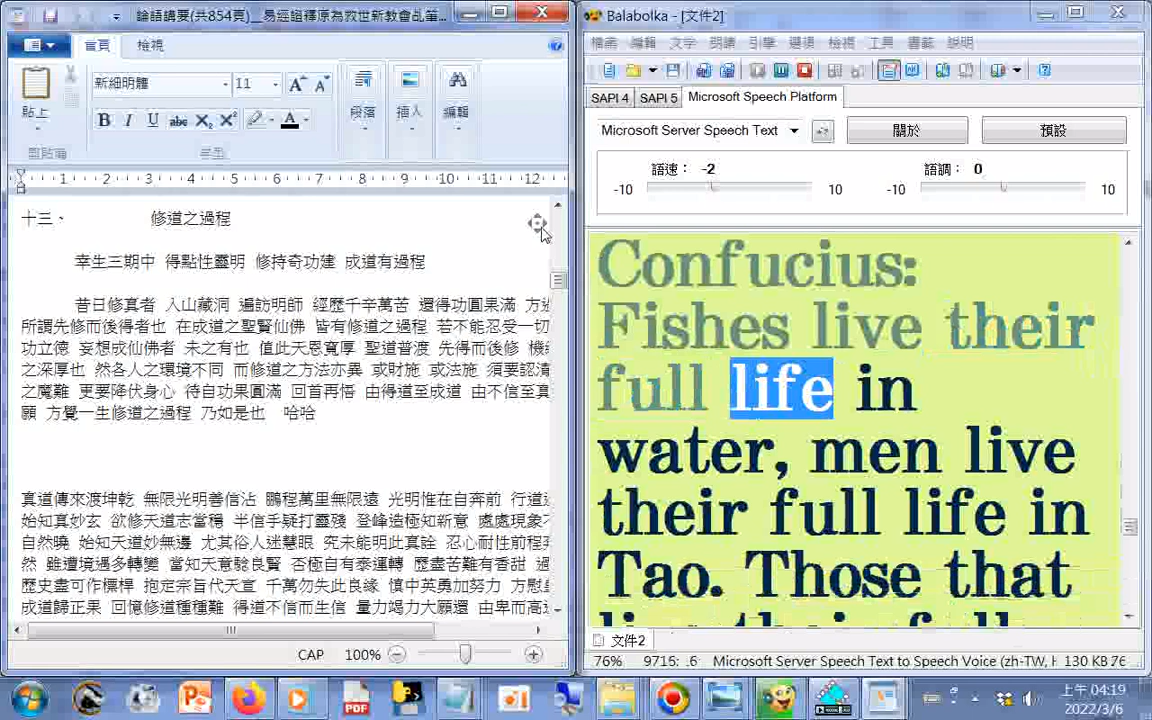 論語講要(共854頁)__易經證釋原為救世新教會乩筆...
首頁
檢視
新細明體
11
貼上
剪貼簿
B I U abc X₂ X²
A
字型
段落
插入
編輯
1 2 3 4 5 6 7 8 9 10 11 12
十三、 修道之過程
幸生三期中 得點性靈明 修持奇功建 成道有過程
昔日修真者 入山藏洞 遍訪明師 經歷千辛萬苦 還得功圓果滿 方
所謂先修而後得者也 在成道之聖賢仙佛 皆有修道之過程 若不能忍受一切
功立德 妄想成仙佛者 未之有也 值此天恩寬厚 聖道普渡 先得而後修 機
之深厚也 然各人之環境不同 而修道之方法亦異 或財施 或法施 須要認清
之魔難 更要降伏身心 待自功果圓滿 回首再悟 由得道至成道 由不信至真
願 方覺一生修道之過程 乃如是也 哈哈
真道傳來渡坤乾 無限光明善信沾 鵬程萬里無限遠 光明惟在自奔前 行道
始知真妙玄 欲修天道志當穩 半信半疑打靈殘 登峰造極知新意 處處現象
自然曉 始知天道妙無邊 尤其俗人迷慧眼 究未能明此真詮 忍心耐性前程
然 雖遭境遇多轉變 當知天意驗良賢 否極自有泰運轉 歷盡苦難有香甜 過
歷史盡可作標桿 抱定宗旨代天宣 千萬勿失此良緣 慎中英勇加努力 方慰
成道歸正果 回憶修道種種難 得道不信而生信 量力竭力大願還 由卑而高
CAP 100%
Balabolka - [文件2]
檔案 編輯 文字 朗讀 引擎 選項 檢視 工具 書籤 說明
SAPI 4 SAPI 5 Microsoft Speech Platform
Microsoft Server Speech Text
關於
預設
語速： -2
語調： 0
-10 10 -10 10
Confucius:
Fishes live their
full life in
water, men live
their full life in
Tao. Those that
live their full
文件2
76% 9715: .6 Microsoft Server Speech Text to Speech Voice (zh-TW, H 130 KB 76
上午 04:19
2022/3/6